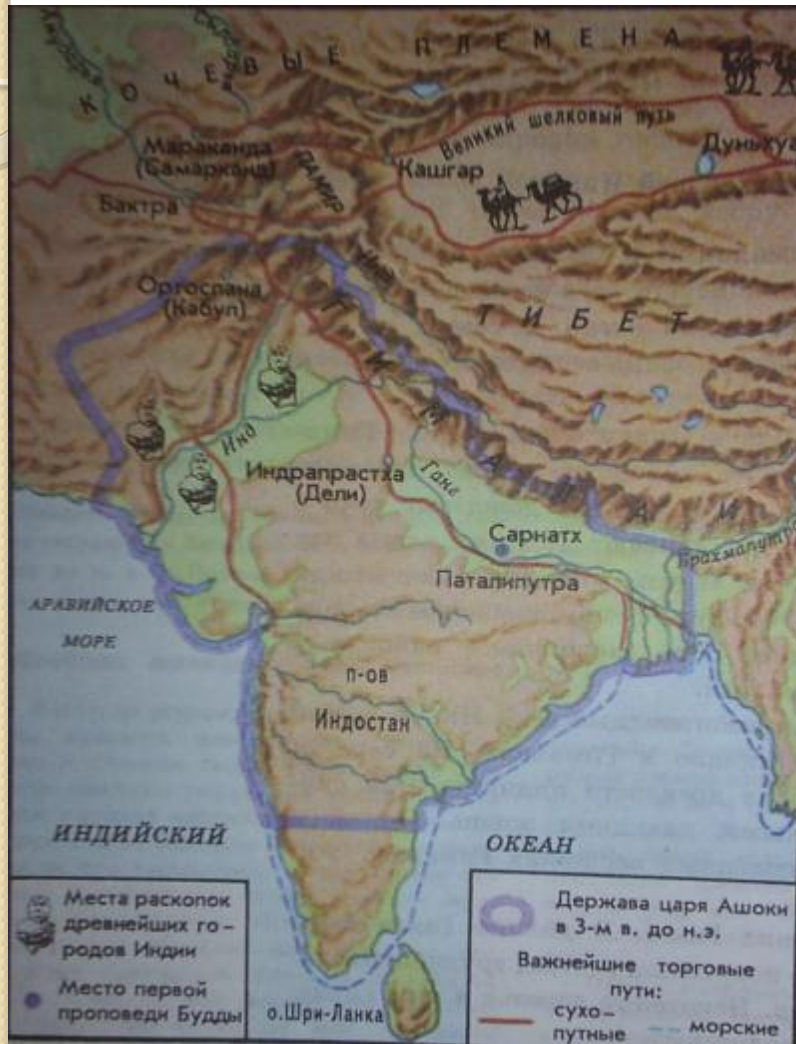 КОЧЕВЫЕ ПЛЕМЕНА
Мараканда
(Самарканд)
ПАМИР
Великий шелковый путь
Кашгар
Дуньхуа
Бактра
Ортоспана
(Кабул)
Инд
ТИБЕТ
ГИМАЛАИ
Инд
Индрапрастха
(Дели)
Ганг
Сарнатх
Брахмапутра
Паталипутра
АРАВИЙСКОЕ
МОРЕ
п-ов
Индостан
ИНДИЙСКИЙ
ОКЕАН
Места раскопок
древнейших го-
родов Индии
Место первой
проповеди Будды
о.Шри-Ланка
Держава царя Ашоки
в 3-м в. до н.э.
Важнейшие торговые
пути:
сухо-
путные
морские